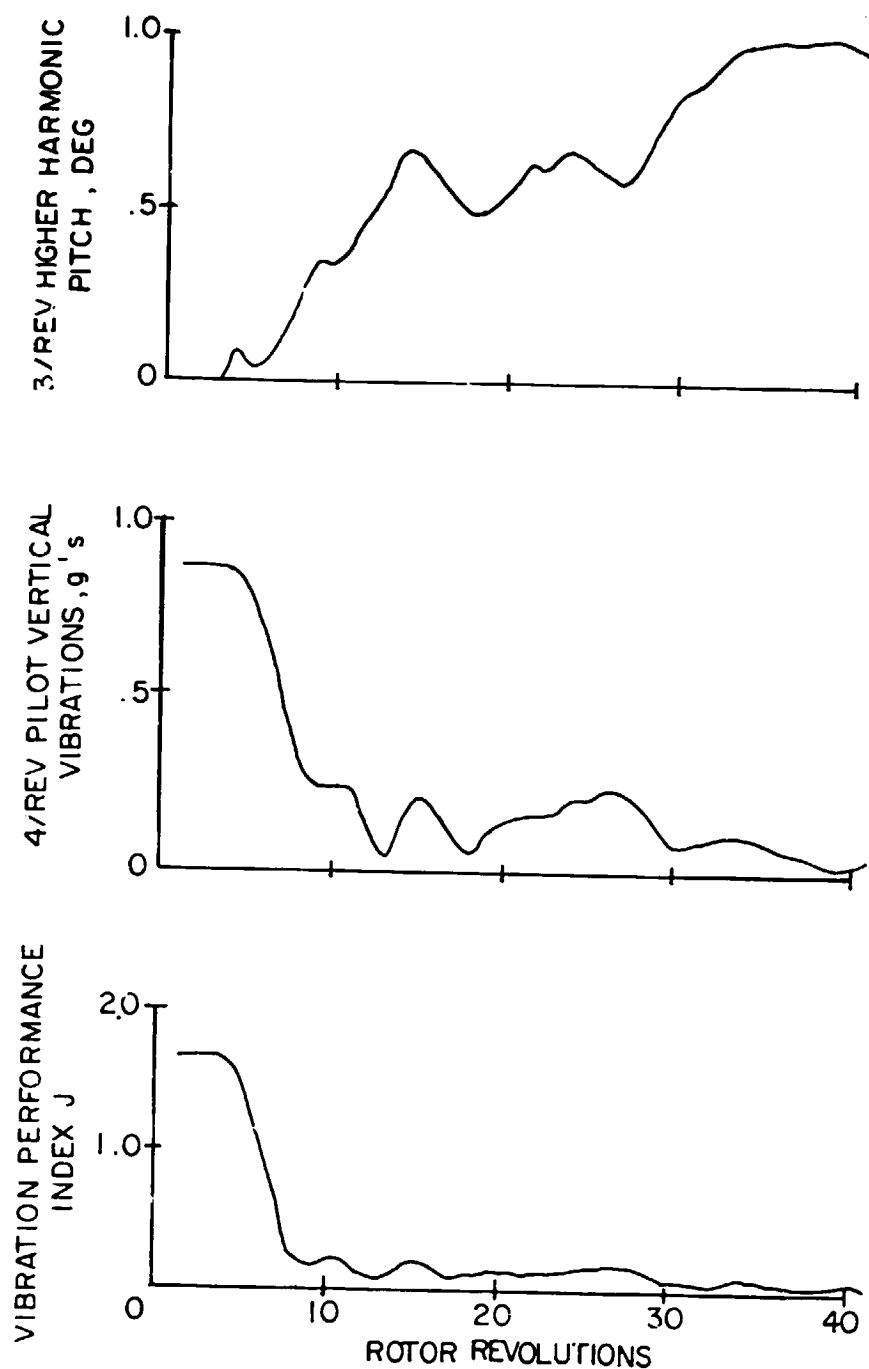 3/REV HIGHER HARMONIC
PITCH, DEG
1.0
.5
0
4/REV PILOT VERTICAL
VIBRATIONS, g's
1.0
.5
0
VIBRATION PERFORMANCE
INDEX J
2.0
1.0
0
10
20
30
40
ROTOR REVOLUTIONS